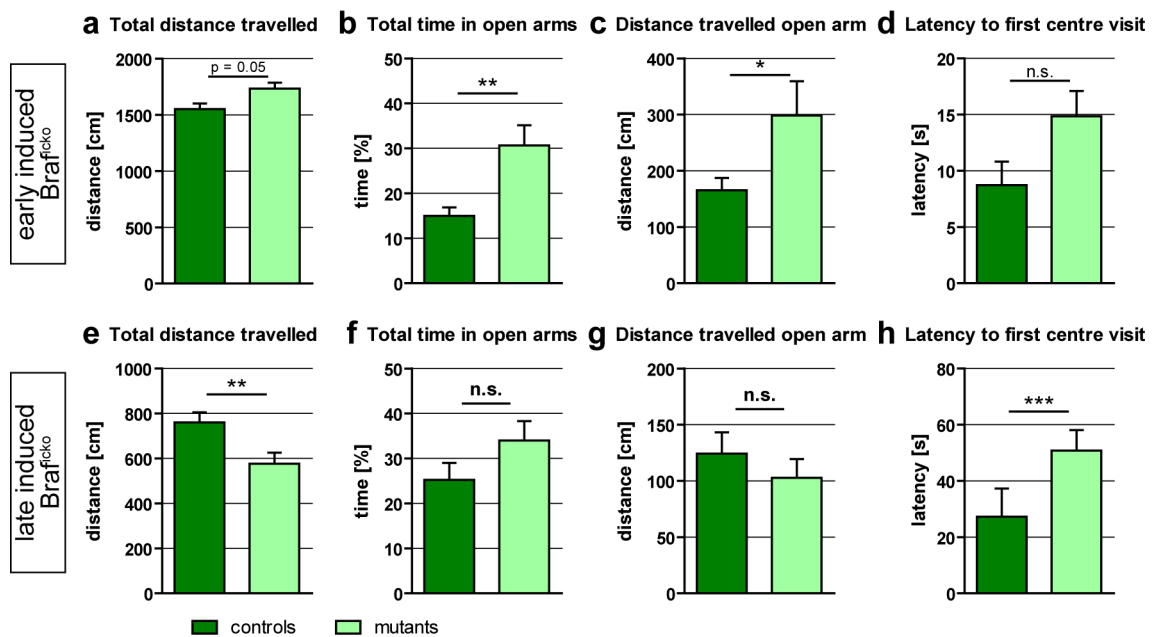 a Total distance travelled
b Total time in open arms
c Distance travelled open arm
d Latency to first centre visit
early induced
Braficko
distance [cm]
2000
1500
1000
500
0
p = 0.05
time [%]
50
40
30
20
10
0
**
distance [cm]
400
300
200
100
0
*
latency [s]
20
15
10
5
0
n.s.
e Total distance travelled
f Total time in open arms
g Distance travelled open arm
h Latency to first centre visit
late induced
Braficko
distance [cm]
1000
800
600
400
200
0
**
time [%]
50
40
30
20
10
0
n.s.
distance [cm]
200
150
100
50
0
n.s.
latency [s]
80
60
40
20
0
***
controls
mutants